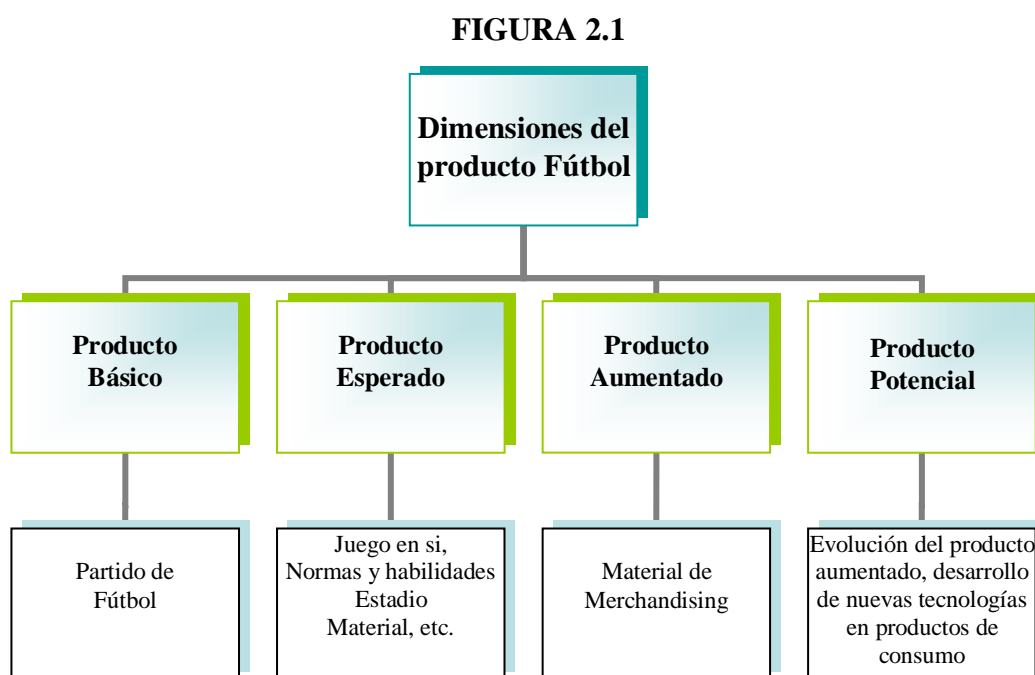 FIGURA 2.1
Dimensiones del
producto Fútbol
Producto
Básico
Producto
Esperado
Producto
Aumentado
Producto
Potencial
Partido de
Fútbol
Juego en si,
Normas y habilidades
Estadio
Material, etc.
Material de
Merchandising
Evolución del producto
aumentado, desarrollo
de nuevas tecnologías
en productos de
consumo